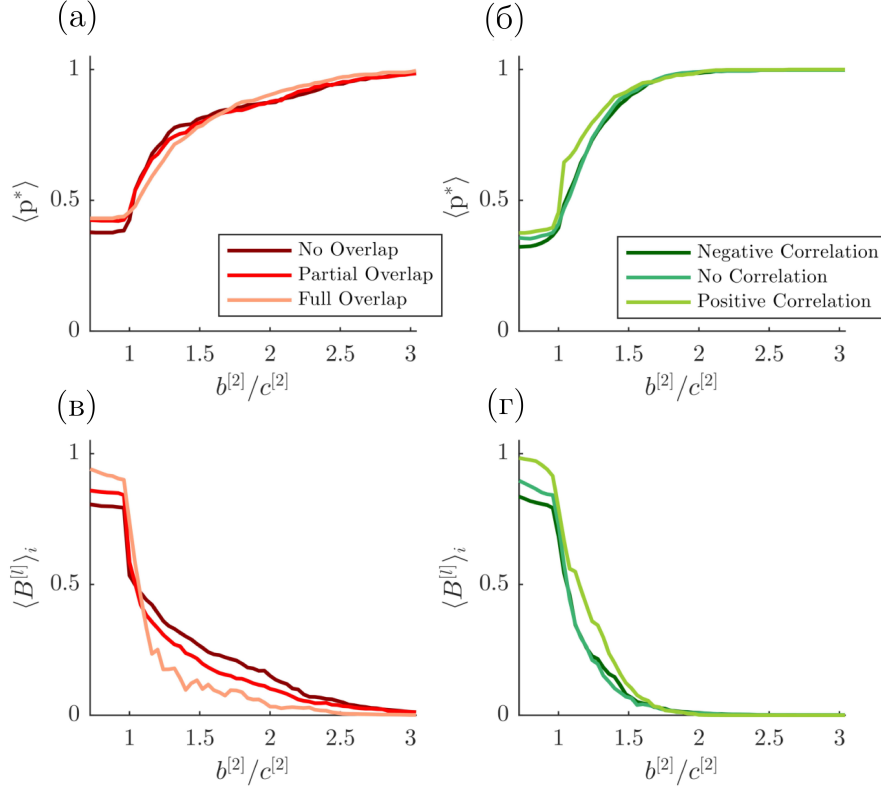 (а)
1
0.5
0
⟨p*⟩
No Overlap
Partial Overlap
Full Overlap
1 1.5 2 2.5 3
b^[2]/c^[2]
(б)
1
0.5
0
⟨p*⟩
Negative Correlation
No Correlation
Positive Correlation
1 1.5 2 2.5 3
b^[2]/c^[2]
(в)
1
0.5
0
⟨B^[l]⟩_i
1 1.5 2 2.5 3
b^[2]/c^[2]
(г)
1
0.5
0
⟨B^[l]⟩_i
1 1.5 2 2.5 3
b^[2]/c^[2]